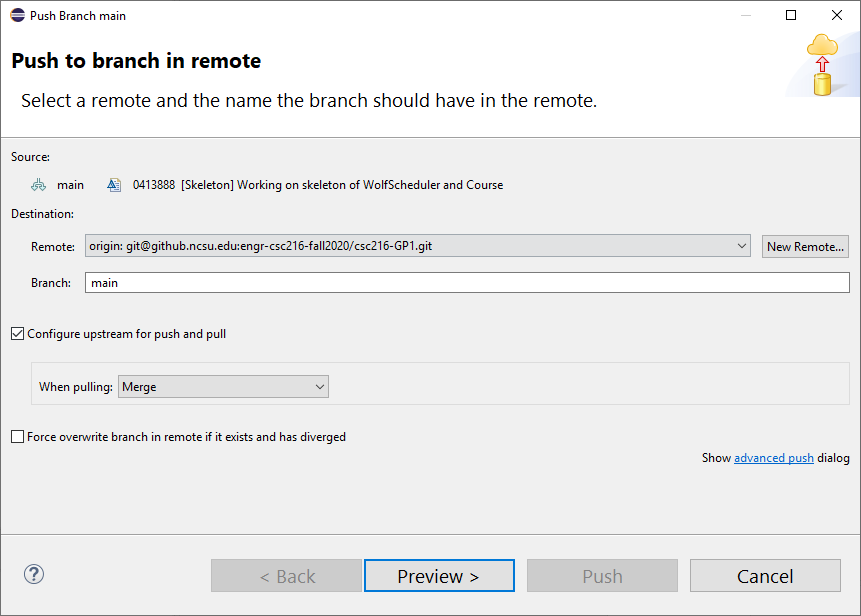 Push Branch main
Push to branch in remote
Select a remote and the name the branch should have in the remote.
Source:
main 0413888 [Skeleton] Working on skeleton of WolfScheduler and Course
Destination:
Remote: origin: git@github.ncsu.edu:engr-csc216-fall2020/csc216-GP1.git New Remote...
Branch: main
Configure upstream for push and pull
When pulling: Merge
Force overwrite branch in remote if it exists and has diverged
Show advanced push dialog
? < Back Preview > Push Cancel